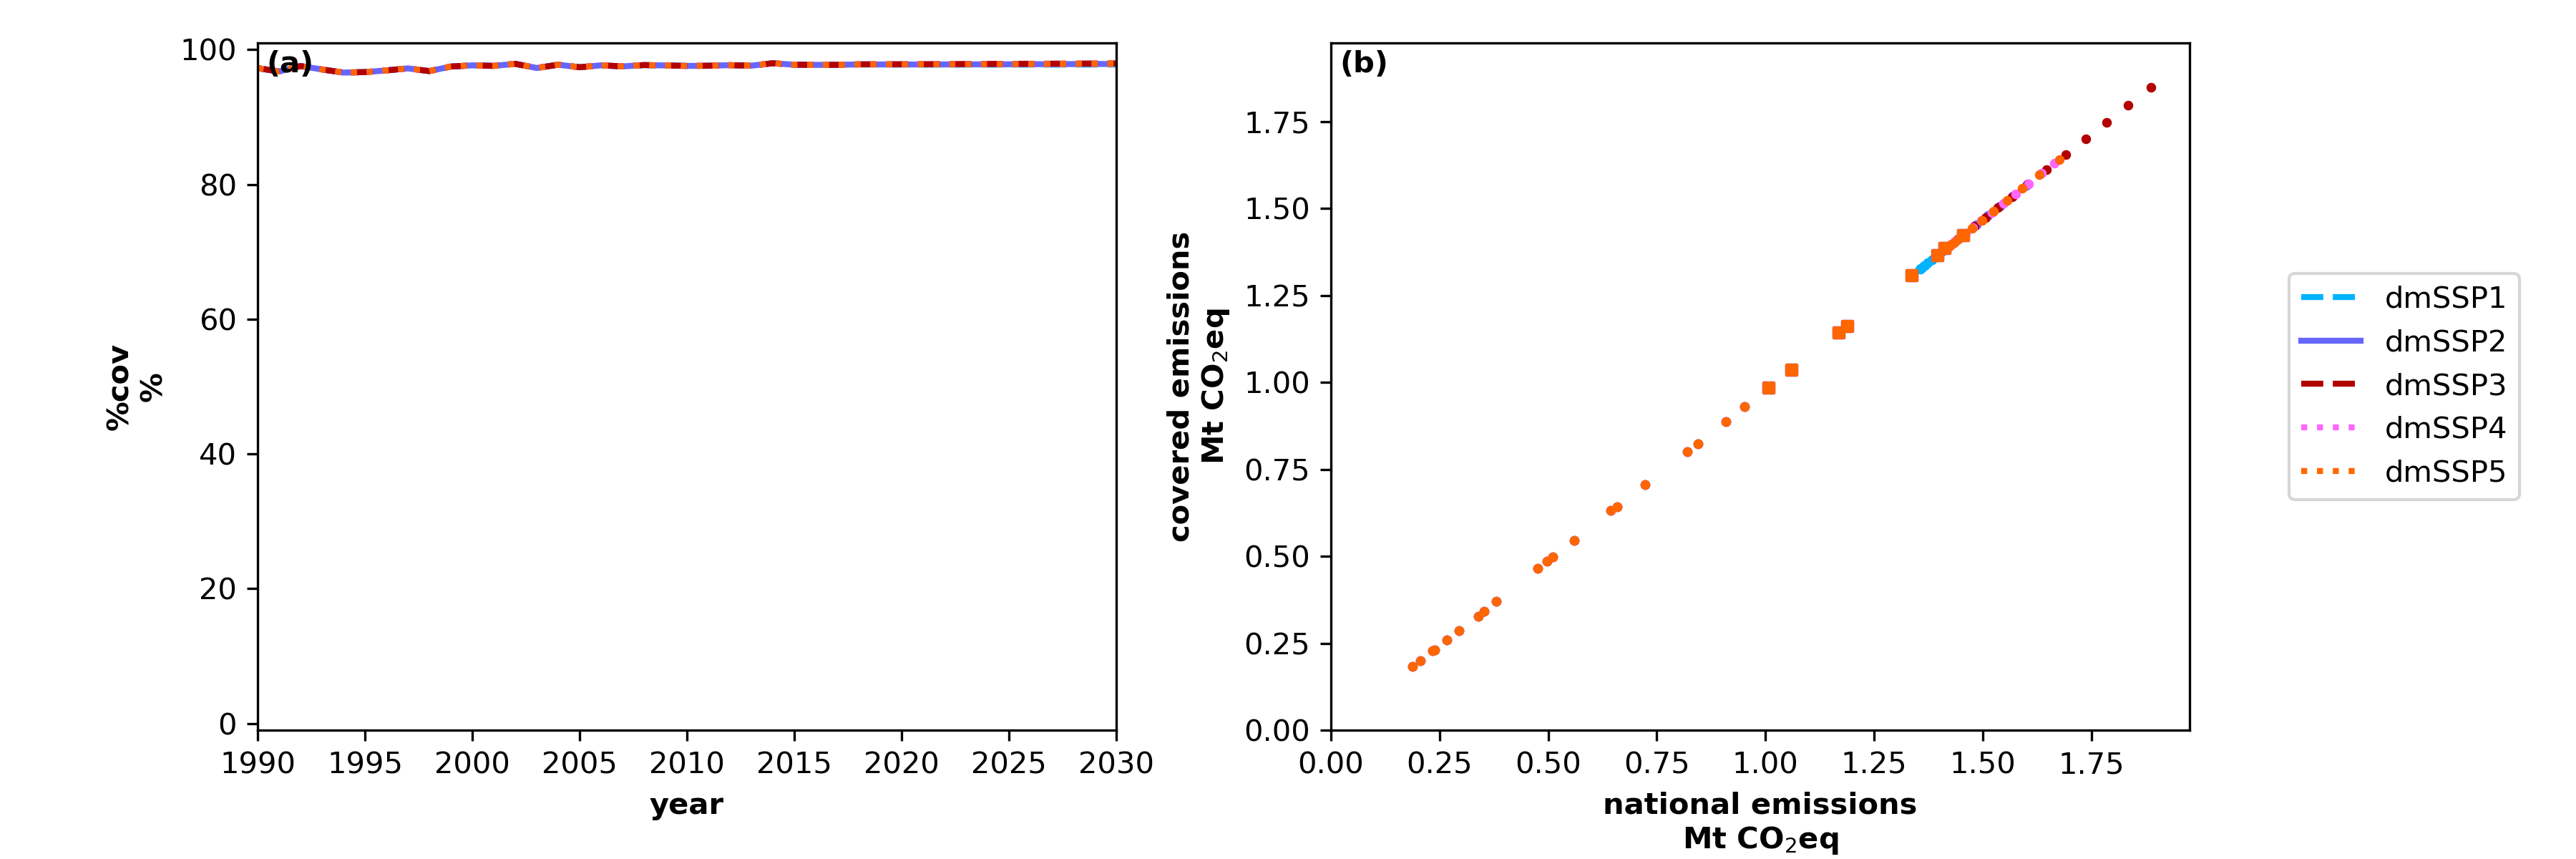 (a)
100
80
60
40
20
0
%cov
%
1990 1995 2000 2005 2010 2015 2020 2025 2030
year
(b)
1.75
1.50
1.25
1.00
0.75
0.50
0.25
0.00
covered emissions
Mt CO₂eq
0.00 0.25 0.50 0.75 1.00 1.25 1.50 1.75
national emissions
Mt CO₂eq
dmSSP1
dmSSP2
dmSSP3
dmSSP4
dmSSP5